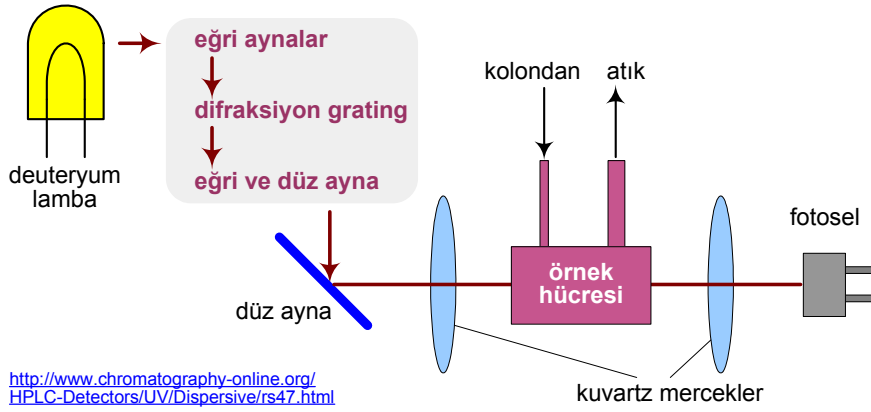 eğri aynalar
difraksiyon grating
eğri ve düz ayna
deuteryum
lamba
kolondan
atık
fotosel
örnek
hücresi
düz ayna
kuvartz mercekler
http://www.chromatography-online.org/
HPLC-Detectors/UV/Dispersive/rs47.html